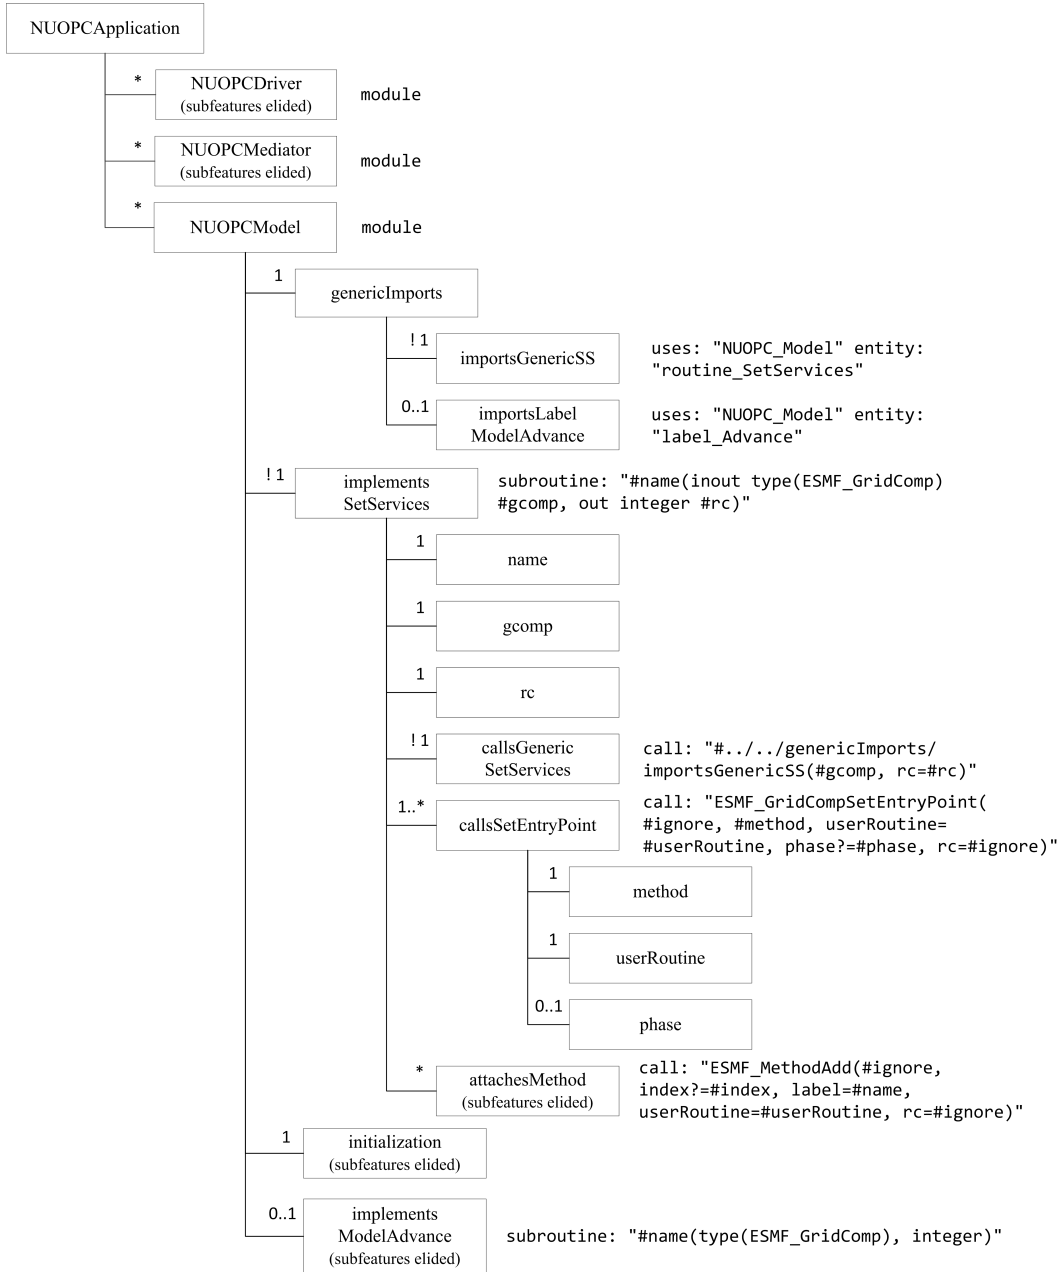 NUOPCApplication
*
NUOPCDriver
(subfeatures elided)
module
*
NUOPCMediator
(subfeatures elided)
module
*
NUOPCModel
module
1
genericImports
!1
importsGenericSS
uses: "NUOPC_Model" entity:
"routine_SetServices"
0..1
importsLabel
ModelAdvance
uses: "NUOPC_Model" entity:
"label_Advance"
!1
implements
SetServices
subroutine: "#name(inout type(ESMF_GridComp)
#gcomp, out integer #rc)"
1
name
1
gcomp
1
rc
!1
callsGeneric
SetServices
call: "#../../genericImports/
importsGenericSS(#gcomp, rc=#rc)"
1..*
callsSetEntryPoint
call: "ESMF_GridCompSetEntryPoint(
#ignore, #method, userRoutine=
#userRoutine, phase?=#phase, rc=#ignore)"
1
method
1
userRoutine
0..1
phase
*
attachesMethod
(subfeatures elided)
call: "ESMF_MethodAdd(#ignore,
index?=#index, label=#name,
userRoutine=#userRoutine, rc=#ignore)"
1
initialization
(subfeatures elided)
0..1
implements
ModelAdvance
(subfeatures elided)
subroutine: "#name(type(ESMF_GridComp), integer)"